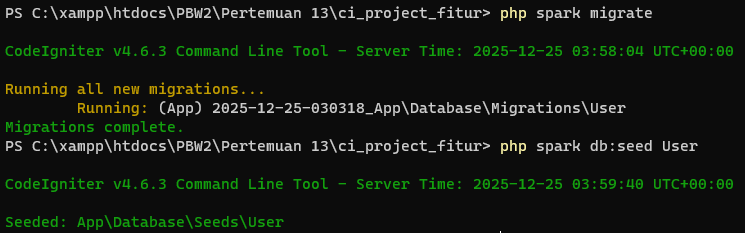 PS C:\xampp\htdocs\PBW2\Pertemuan 13\ci_project_fitur> php spark migrate
CodeIgniter v4.6.3 Command Line Tool - Server Time: 2025-12-25 03:58:04 UTC+00:00
Running all new migrations...
Running: (App) 2025-12-25-030318_App\Database\Migrations\User
Migrations complete.
PS C:\xampp\htdocs\PBW2\Pertemuan 13\ci_project_fitur> php spark db:seed User
CodeIgniter v4.6.3 Command Line Tool - Server Time: 2025-12-25 03:59:40 UTC+00:00
Seeded: App\Database\Seeds\User